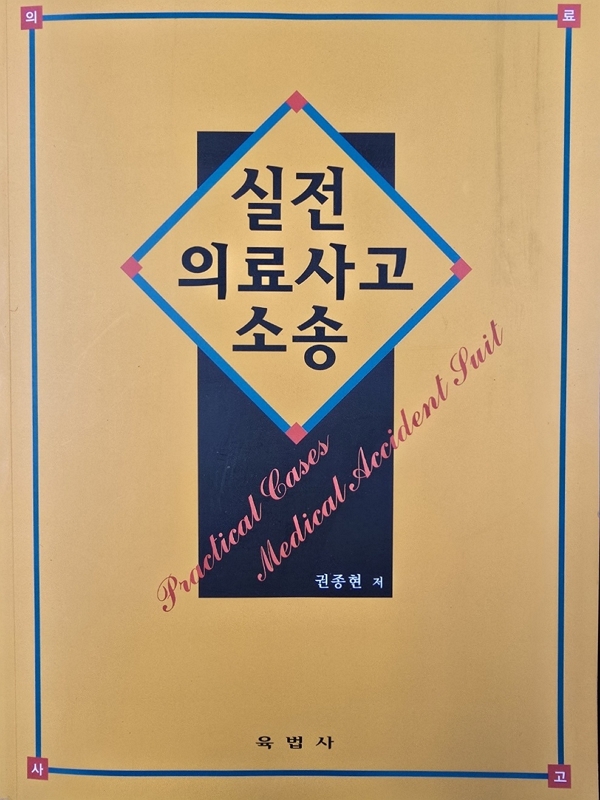 의
료
실전
의료사고
소송
Practical Cases
Medical Accident Suit
권종현 저
육법사
사
고